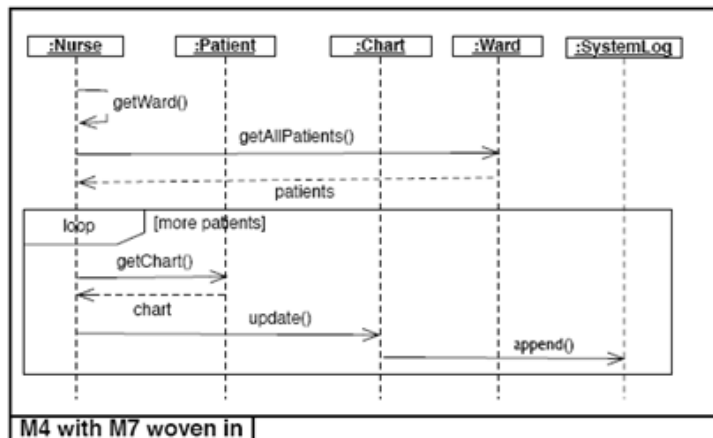 :Nurse :Patient :Chart :Ward :SystemLog
getWard()
getAllPatients()
patients
loop [more patients]
getChart()
chart
update()
append()
M4 with M7 woven in